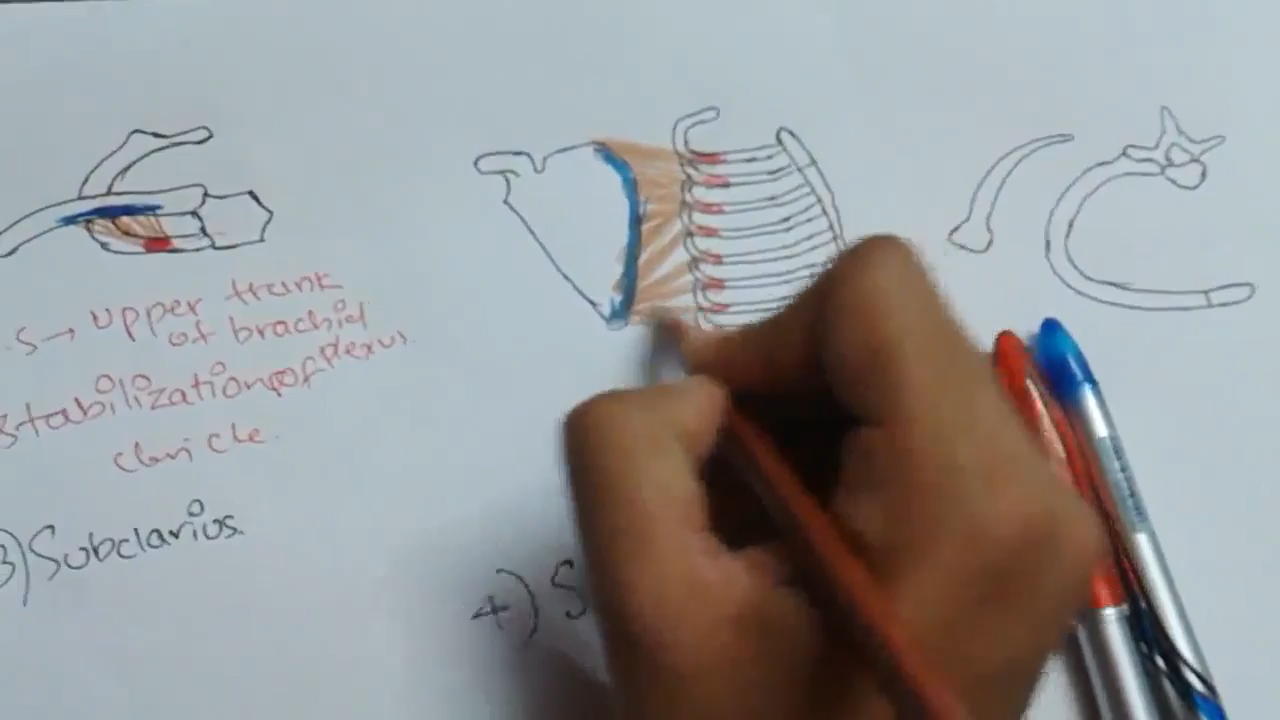 .S → upper trunk
of brachial
plexus
stabilization of
clavicle.
3) Subclavius.
4) S